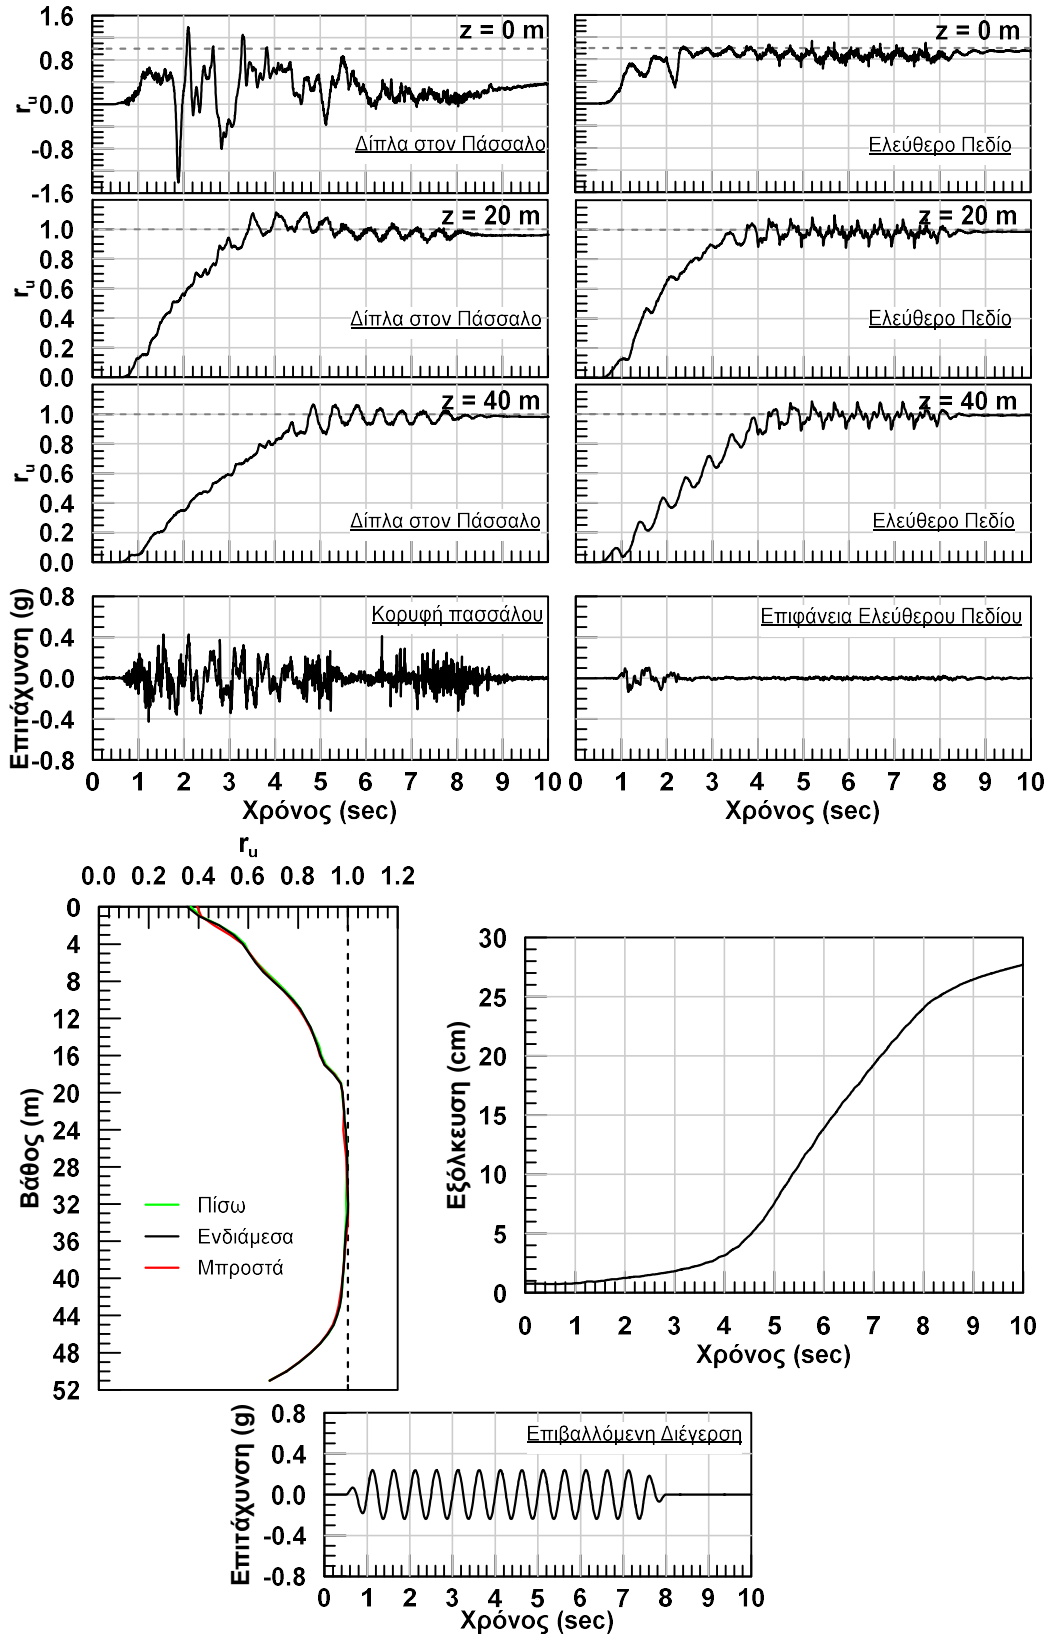 1.6
0.8
0.0
-0.8
-1.6
r_u
z = 0 m
Δίπλα στον Πάσσαλο
z = 0 m
Ελεύθερο Πεδίο
1.2
1.0
0.8
0.6
0.4
0.2
0.0
r_u
z = 20 m
Δίπλα στον Πάσσαλο
z = 20 m
Ελεύθερο Πεδίο
1.2
1.0
0.8
0.6
0.4
0.2
0.0
r_u
z = 40 m
Δίπλα στον Πάσσαλο
z = 40 m
Ελεύθερο Πεδίο
0.8
0.4
0.0
-0.4
-0.8
Επιτάχυνση (g)
Κορυφή πασσάλου
Επιφάνεια Ελεύθερου Πεδίου
0 1 2 3 4 5 6 7 8 9 10
0 1 2 3 4 5 6 7 8 9 10
Χρόνος (sec)
Χρόνος (sec)
r_u
0.0 0.2 0.4 0.6 0.8 1.0 1.2
0
4
8
12
16
20
24
28
32
36
40
44
48
52
Βάθος (m)
Πίσω
Ενδιάμεσα
Μπροστά
30
25
20
15
10
5
0
Εξόλκευση (cm)
0 1 2 3 4 5 6 7 8 9 10
Χρόνος (sec)
0.8
0.4
0.0
-0.4
-0.8
Επιτάχυνση (g)
Επιβαλλόμενη Διέγερση
0 1 2 3 4 5 6 7 8 9 10
Χρόνος (sec)